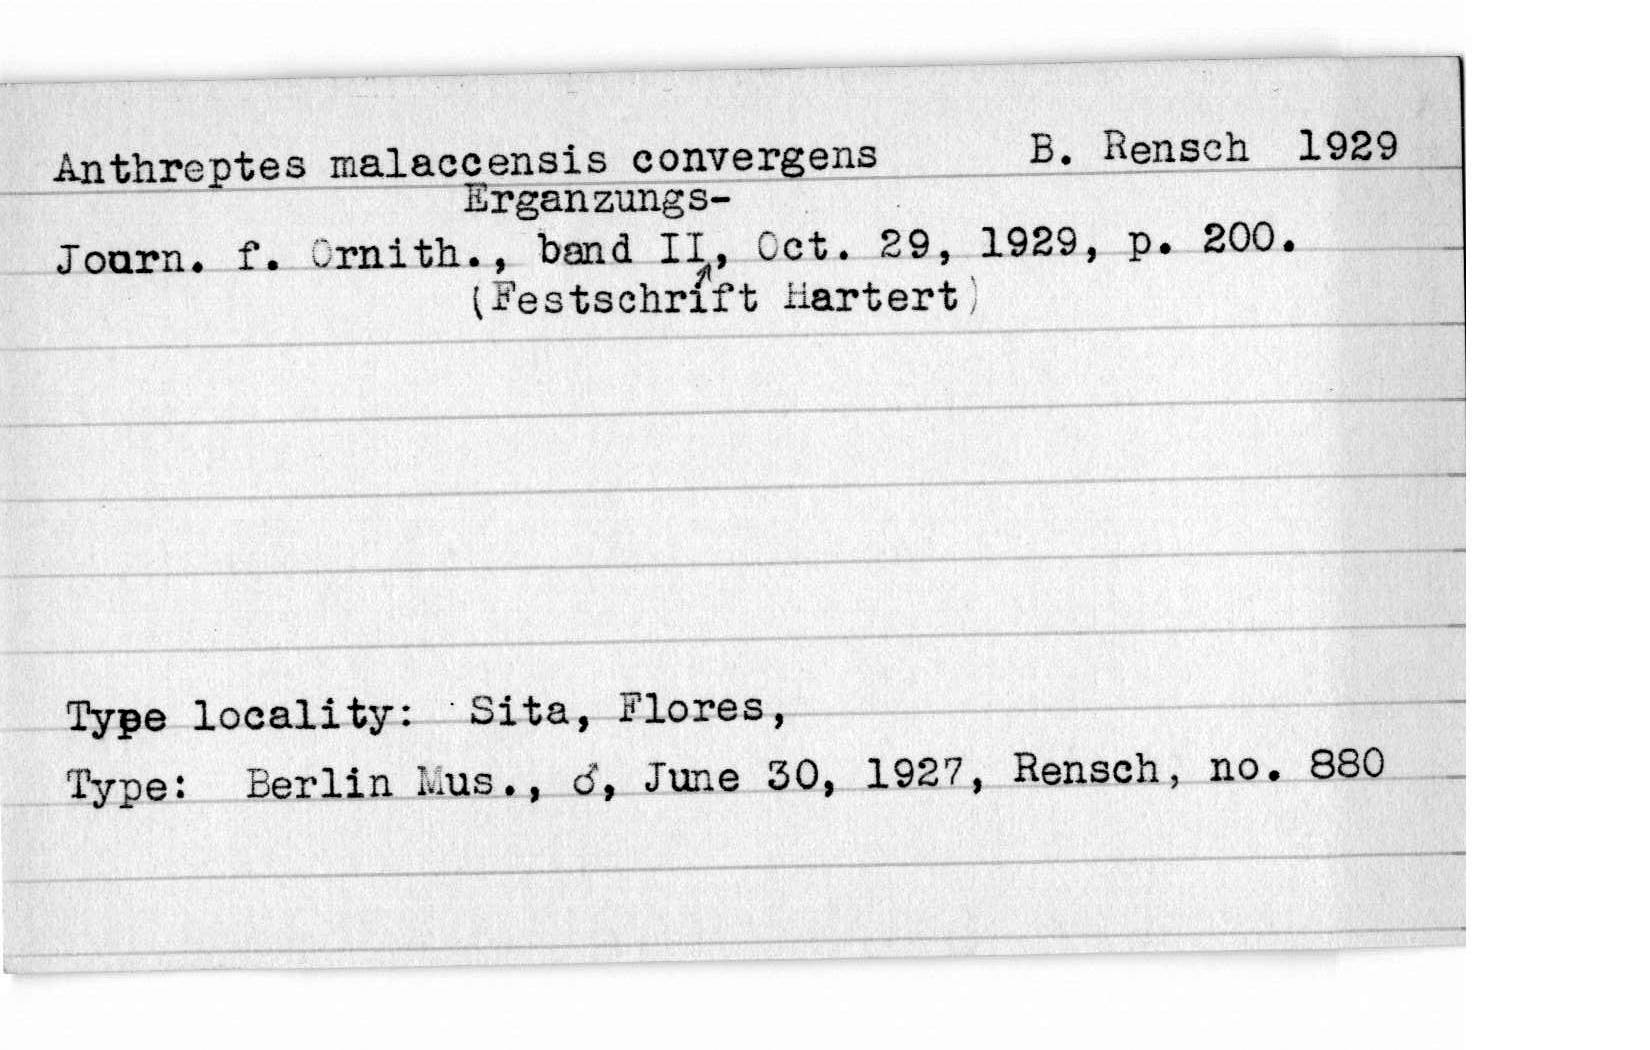 Anthreptes malaccensis convergens B. Rensch 1929
Erganzungs-
Journ. f. Ornith., band II, Oct. 29, 1929, p. 200.
(Festschrift Hartert)
Type locality: Sita, Flores,
Type: Berlin Mus., ♂, June 30, 1927, Rensch, no. 880